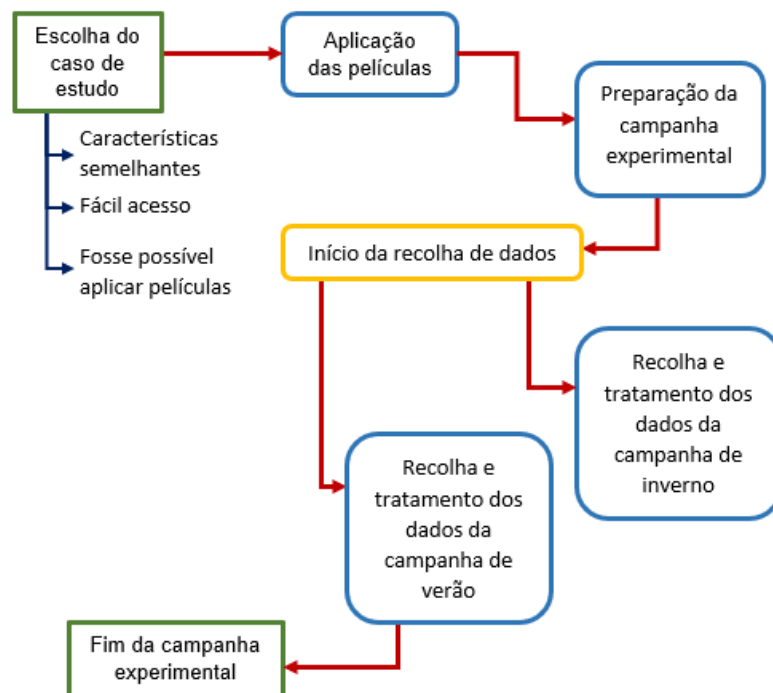 Escolha do
caso de
estudo
Aplicação
das películas
Preparação da
campanha
experimental
Características
semelhantes
Fácil acesso
Fosse possível
aplicar películas
Início da recolha de dados
Recolha e
tratamento dos
dados da
campanha de
inverno
Recolha e
tratamento dos
dados da
campanha de
verão
Fim da campanha
experimental